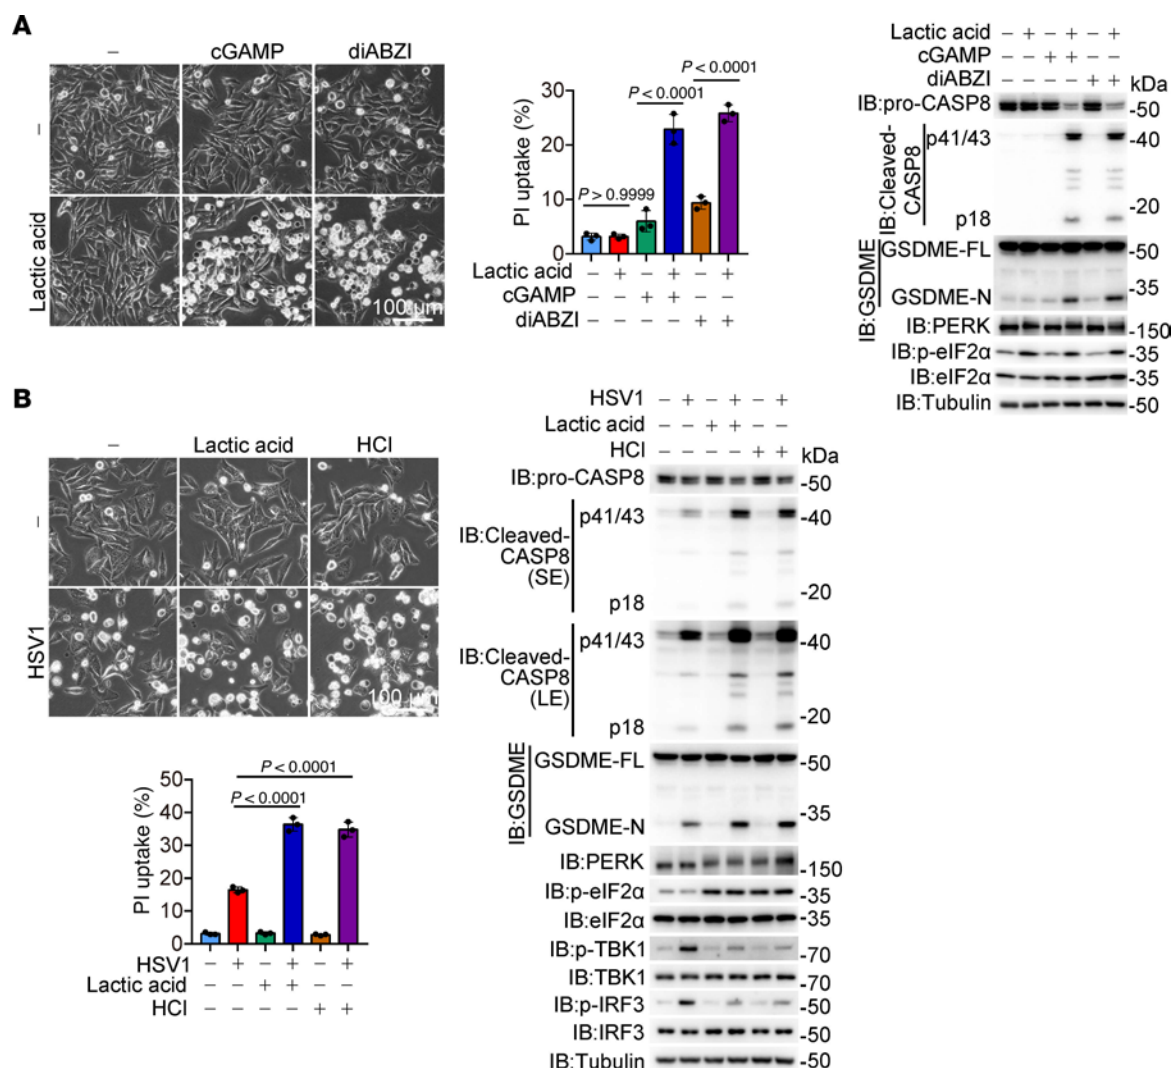 A
–
cGAMP
diABZI
–
Lactic acid
100 µm
P < 0.0001
P < 0.0001
P > 0.9999
PI uptake (%)
30
20
10
0
Lactic acid – + – + – +
cGAMP – – + + – –
diABZI – – – – + +
Lactic acid – + – + – +
cGAMP – – + + – –
diABZI – – – – + +
kDa
IB:pro-CASP8
-50
IB:Cleaved-
CASP8
p41/43
-40
-20
p18
IB:GSDME
GSDME-FL
-50
-35
GSDME-N
IB:PERK
-150
IB:p-eIF2α
-35
IB:eIF2α
-35
IB:Tubulin
-50
B
–
Lactic acid
HCl
–
HSV1
100 µm
P < 0.0001
P < 0.0001
PI uptake (%)
50
40
30
20
10
0
HSV1 – + – + – +
Lactic acid – – + + – –
HCl – – – – + +
HSV1 – + – + – +
Lactic acid – – + + – –
HCl – – – – + +
kDa
IB:pro-CASP8
-50
IB:Cleaved-
CASP8
(SE)
p41/43
-40
-20
p18
IB:Cleaved-
CASP8
(LE)
p41/43
-40
-20
p18
IB:GSDME
GSDME-FL
-50
-35
GSDME-N
IB:PERK
-150
IB:p-eIF2α
-35
IB:eIF2α
-35
IB:p-TBK1
-70
IB:TBK1
-70
IB:p-IRF3
-50
IB:IRF3
-50
IB:Tubulin
-50